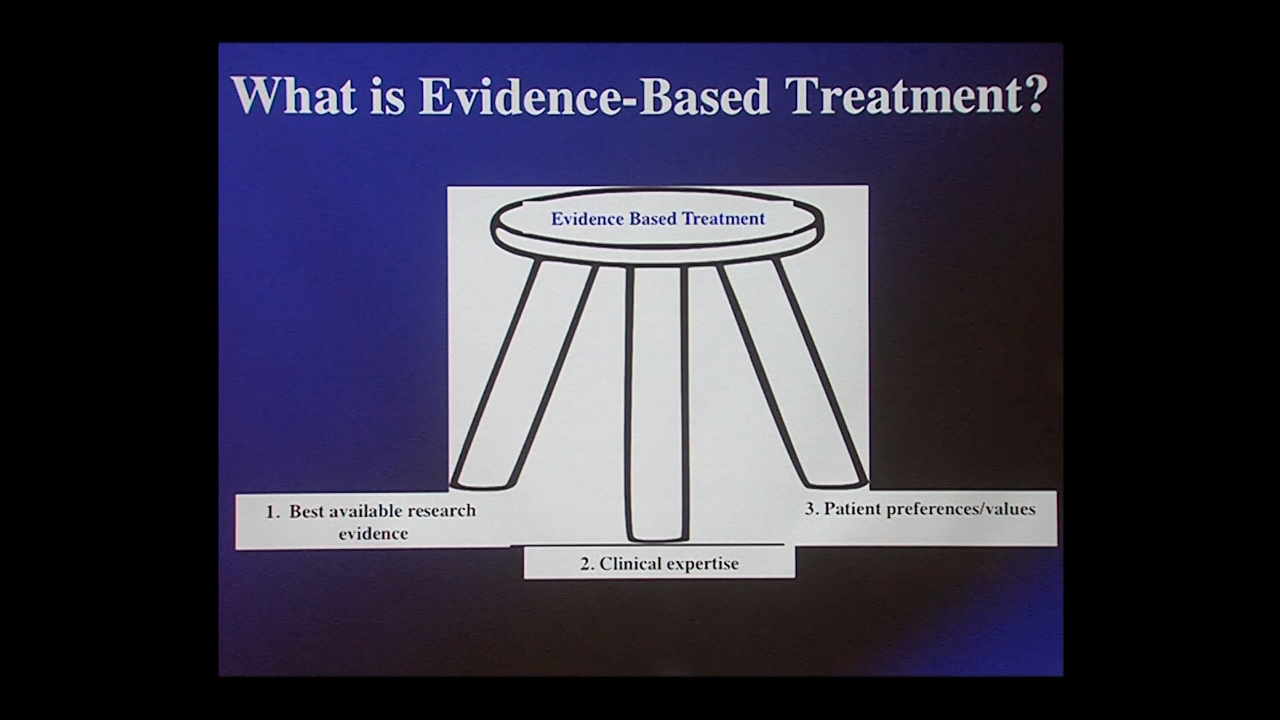 What is Evidence-Based Treatment?
Evidence Based Treatment
1. Best available research
evidence
2. Clinical expertise
3. Patient preferences/values